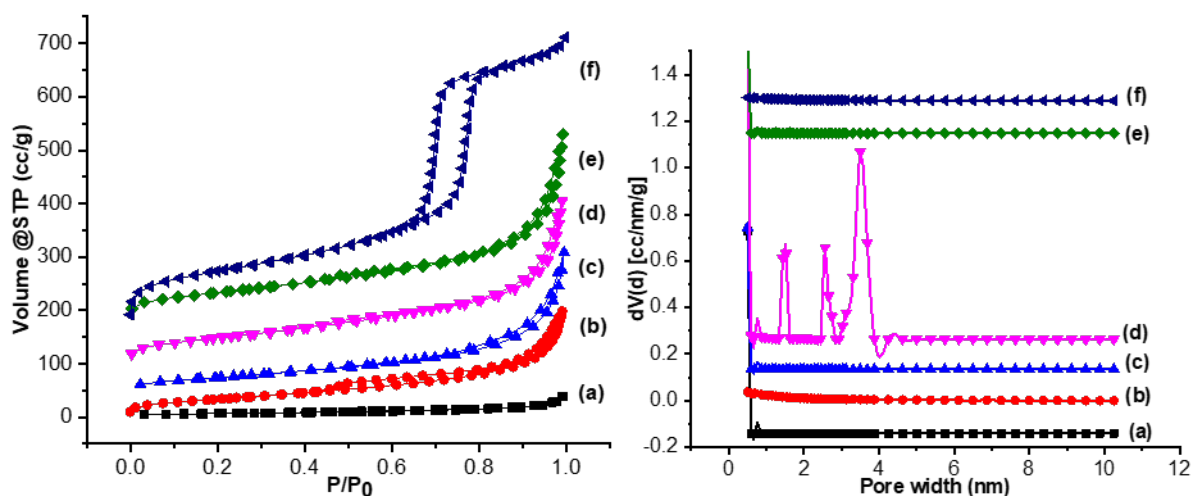 700
600
500
400
300
200
100
0
Volume @STP (cc/g)
0.0 0.2 0.4 0.6 0.8 1.0
P/P0
(f)
(e)
(d)
(c)
(b)
(a)
1.4
1.2
1.0
0.8
0.6
0.4
0.2
0.0
-0.2
dV(d) [cc/nm/g]
0 2 4 6 8 10
Pore width (nm)
(f)
(e)
(d)
(c)
(b)
(a)